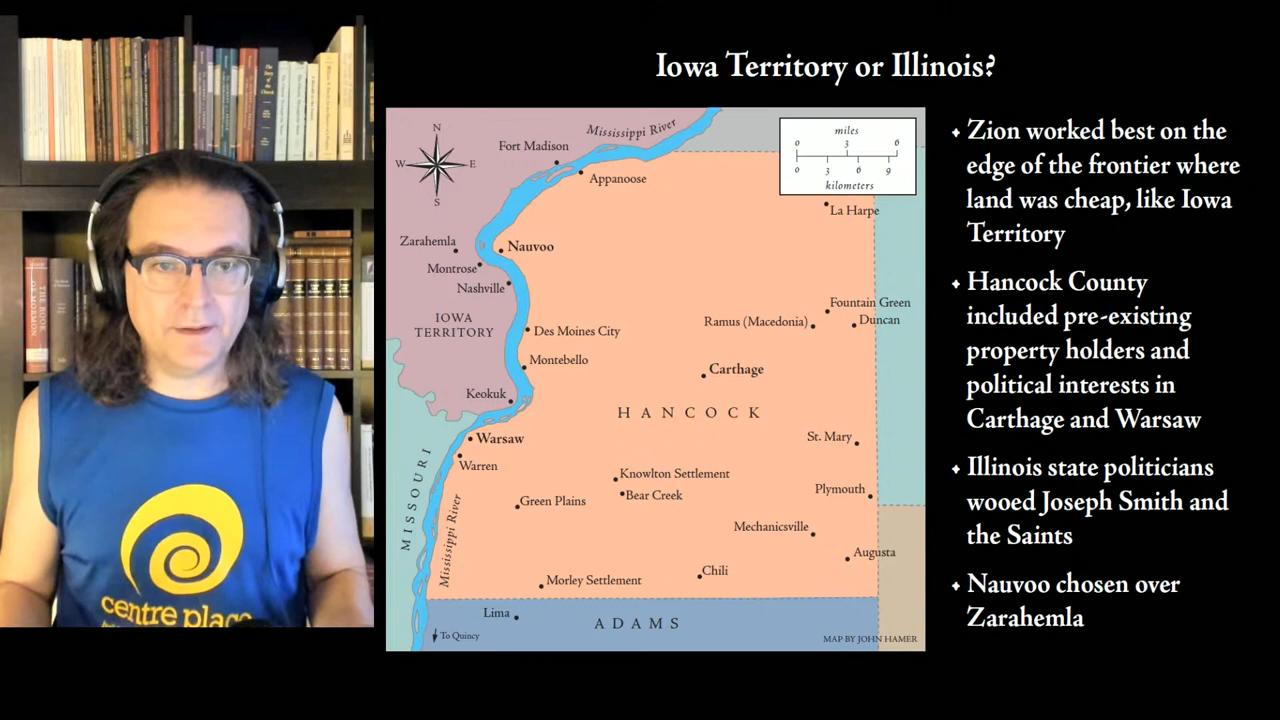 Iowa Territory or Illinois?
Zion worked best on the
edge of the frontier where
land was cheap, like Iowa
Territory
Hancock County
included pre-existing
property holders and
political interests in
Carthage and Warsaw
Illinois state politicians
wooed Joseph Smith and
the Saints
Nauvoo chosen over
Zarahemla
Mississippi River
miles
0 3 6
0 3 6 9
kilometers
N
W E
S
Fort Madison
Appanoose
La Harpe
Zarahemla
Nauvoo
Montrose
Nashville
IOWA
TERRITORY
Des Moines City
Fountain Green
Ramus (Macedonia)
Duncan
Montebello
Carthage
Keokuk
HANCOCK
Warsaw
St. Mary
Warren
MISSOURI
Mississippi River
Knowlton Settlement
Bear Creek
Green Plains
Plymouth
Mechanicsville
Augusta
Chili
Morley Settlement
Lima
ADAMS
To Quincy
MAP BY JOHN HAMER
centre place
THE BOOK
OF MORMON